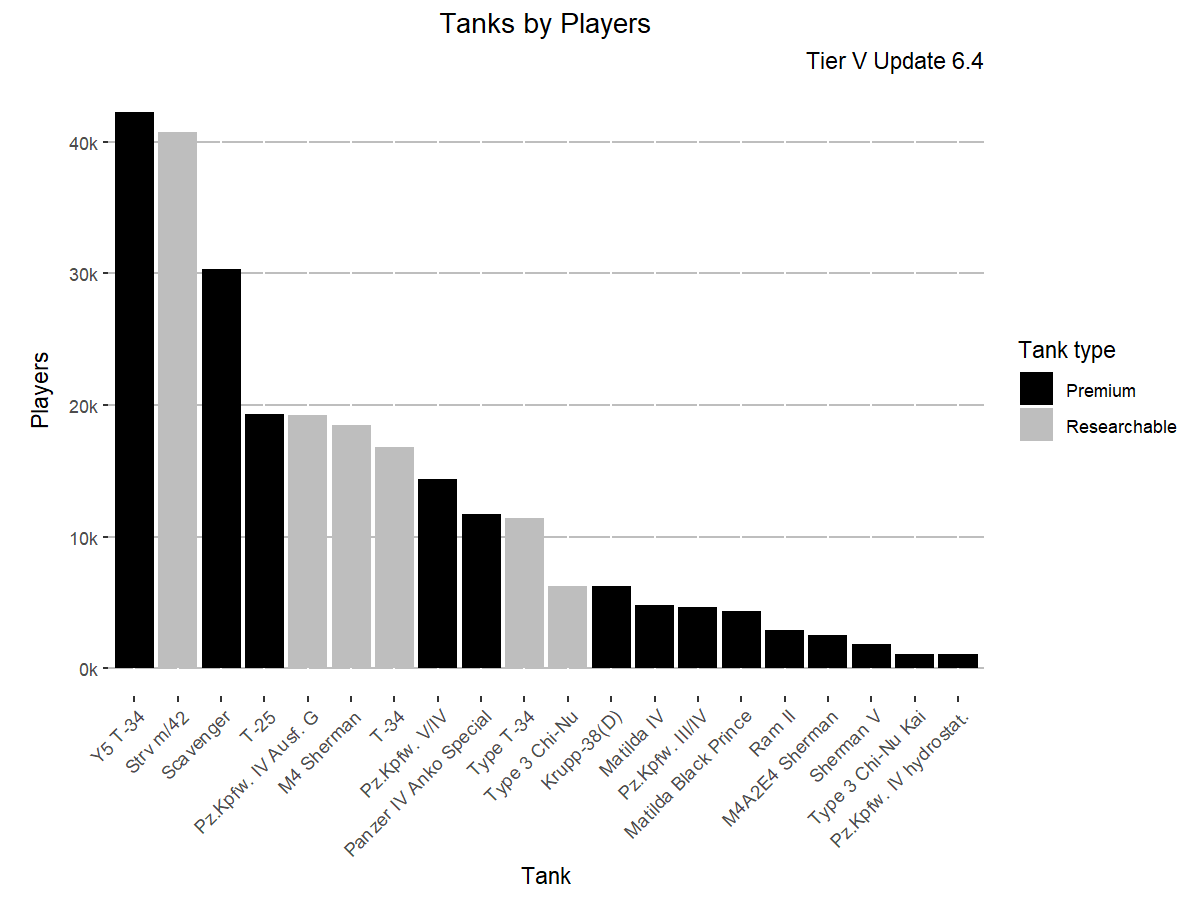 Tanks by Players
Tier V Update 6.4
Players
40k
30k
20k
10k
0k
Y5 T-34
Strv m/42
Scavenger
T-25
Pz.Kpfw. IV Ausf. G
M4 Sherman
T-34
Pz.Kpfw. V/IV
Panzer IV Anko Special
Type T-34
Type 3 Chi-Nu
Krupp-38(D)
Matilda IV
Pz.Kpfw. III/IV
Matilda Black Prince
Ram II
M4A2E4 Sherman
Sherman V
Type 3 Chi-Nu Kai
Pz.Kpfw. IV hydrostat.
Tank
Tank type
Premium
Researchable